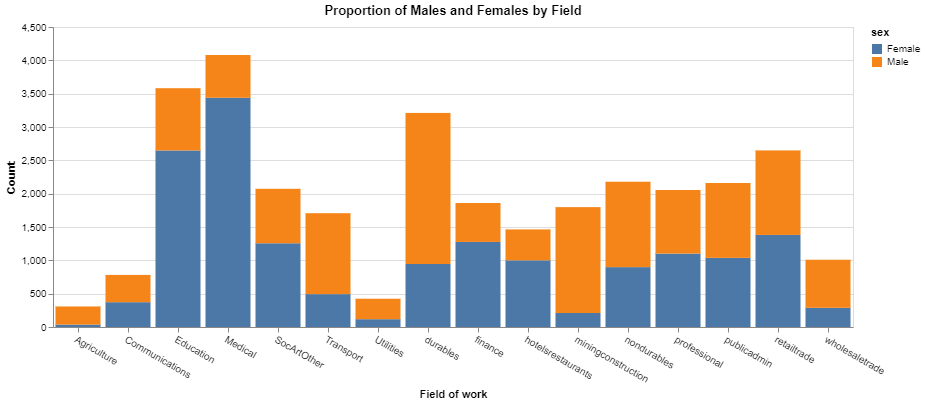 Proportion of Males and Females by Field
sex
Female
Male
Count
4,500
4,000
3,500
3,000
2,500
2,000
1,500
1,000
500
0
Agriculture
Communications
Education
Medical
SocArtOther
Transport
Utilities
durables
finance
hotelsrestaurants
miningconstruction
nondurables
professional
publicadmin
retailtrade
wholesaletrade
Field of work